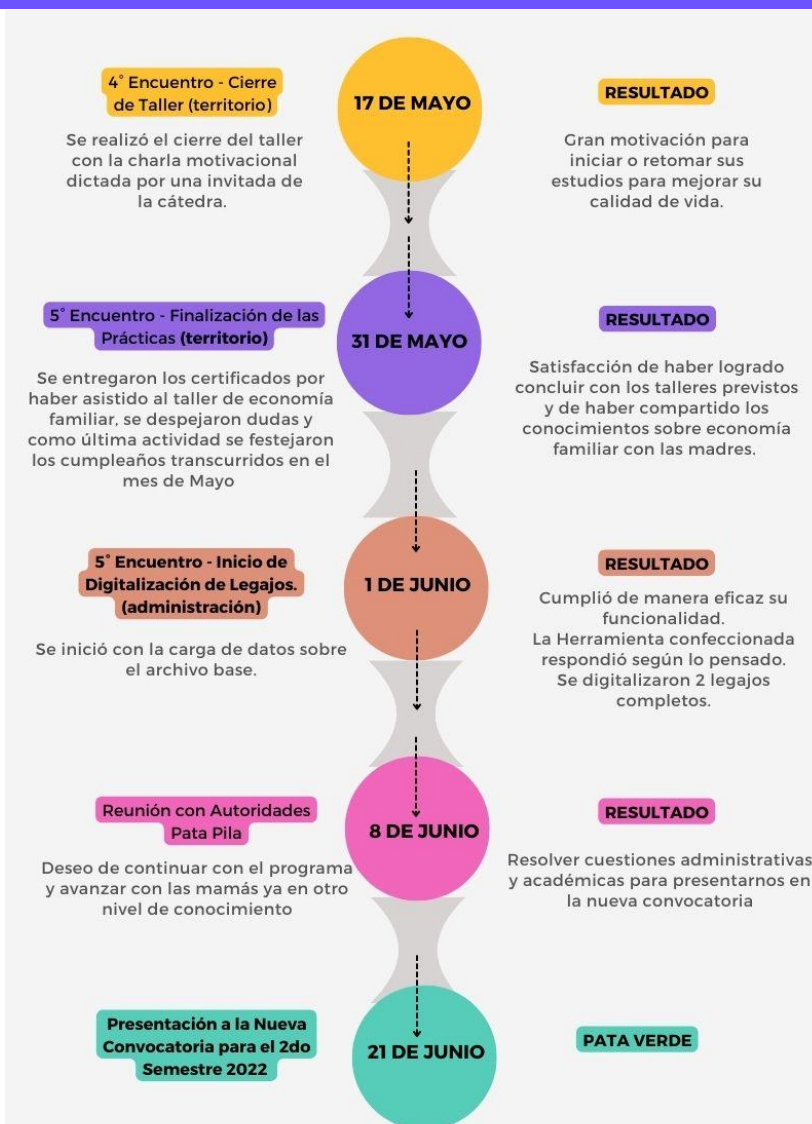 4° Encuentro - Cierre
de Taller (territorio)
Se realizó el cierre del taller
con la charla motivacional
dictada por una invitada de
la cátedra.
17 DE MAYO
RESULTADO
Gran motivación para
iniciar o retomar sus
estudios para mejorar su
calidad de vida.
5° Encuentro - Finalización de las
Prácticas (territorio)
Se entregaron los certificados por
haber asistido al taller de economía
familiar, se despejaron dudas y
como última actividad se festejaron
los cumpleaños transcurridos en el
mes de Mayo
31 DE MAYO
RESULTADO
Satisfacción de haber logrado
concluir con los talleres previstos
y de haber compartido los
conocimientos sobre economía
familiar con las madres.
5° Encuentro - Inicio de
Digitalización de Legajos.
(administración)
Se inició con la carga de datos sobre
el archivo base.
1 DE JUNIO
RESULTADO
Cumplió de manera eficaz su
funcionalidad.
La Herramienta confeccionada
respondió según lo pensado.
Se digitalizaron 2 legajos
completos.
Reunión con Autoridades
Pata Pila
Deseo de continuar con el programa
y avanzar con las mamás ya en otro
nivel de conocimiento
8 DE JUNIO
RESULTADO
Resolver cuestiones administrativas
y académicas para presentarnos en
la nueva convocatoria
Presentación a la Nueva
Convocatoria para el 2do
Semestre 2022
21 DE JUNIO
PATA VERDE